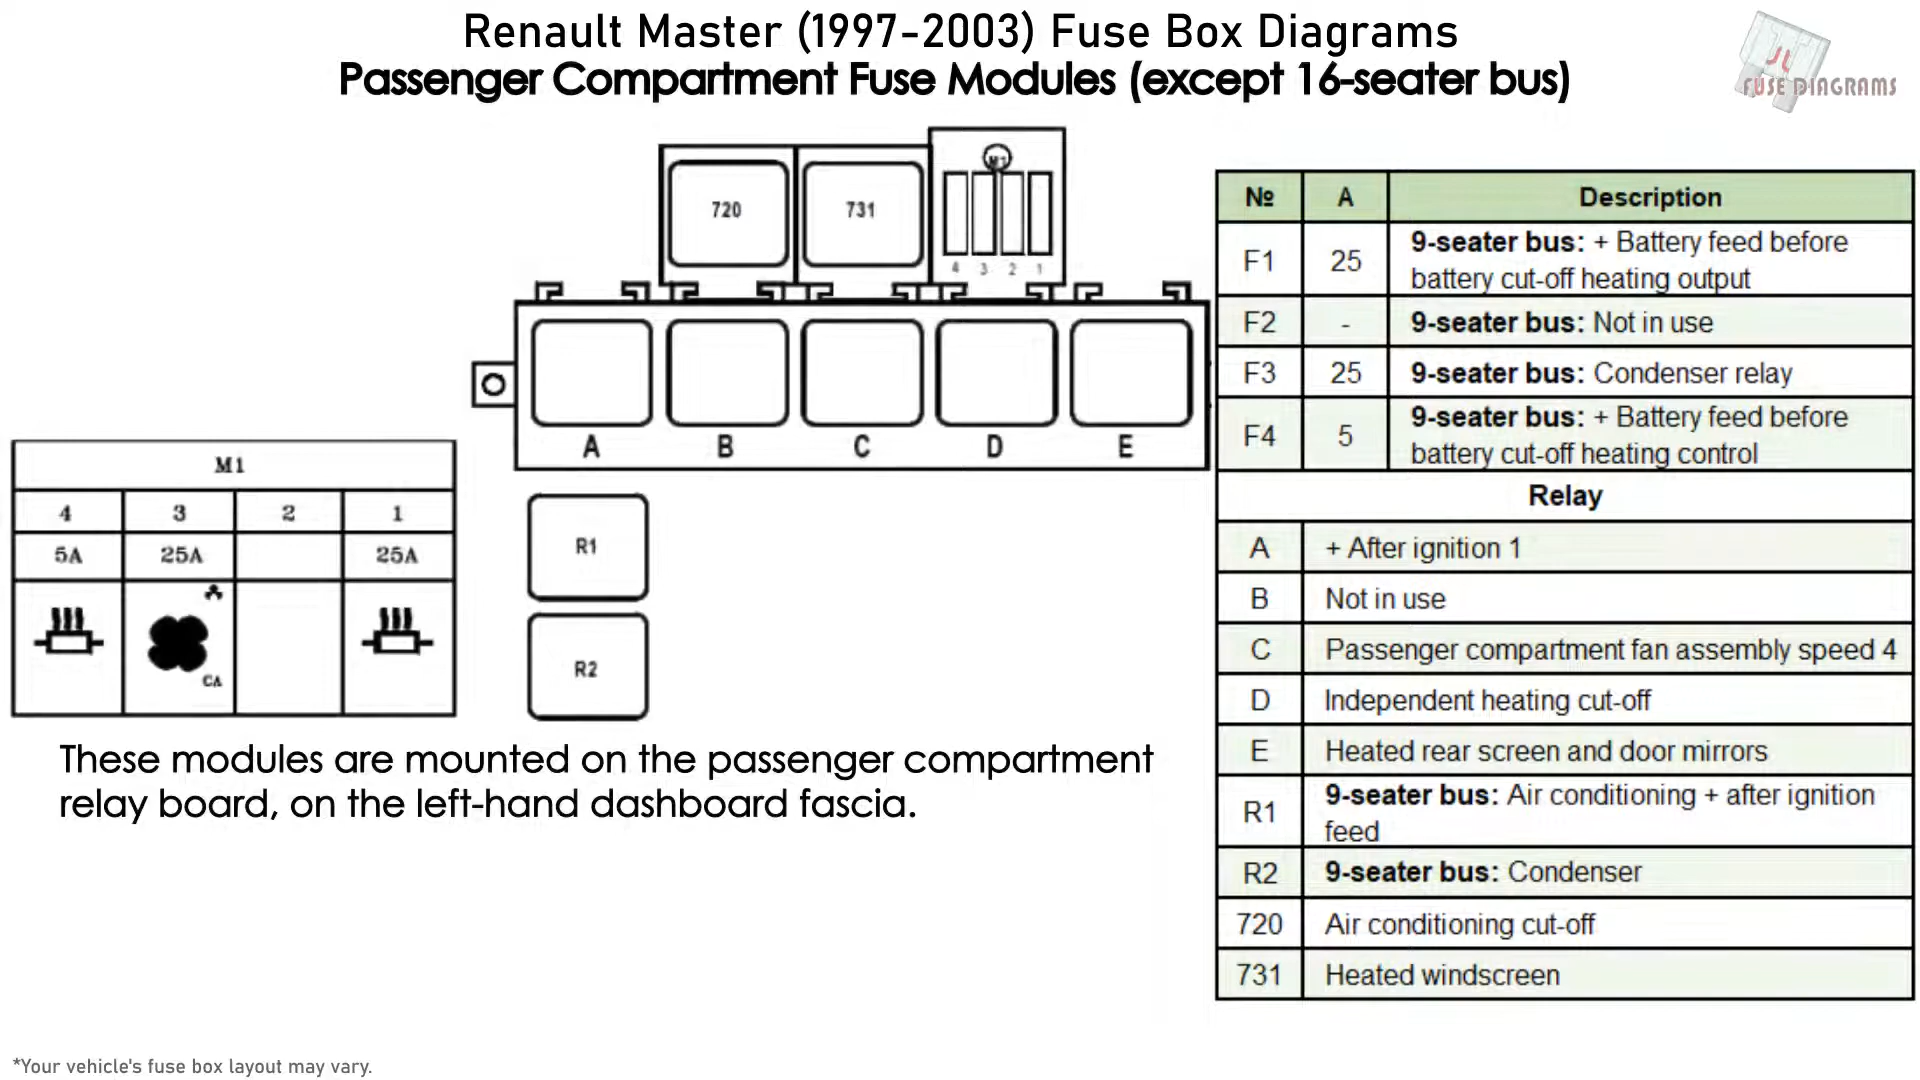 Renault Master (1997-2003) Fuse Box Diagrams
Passenger Compartment Fuse Modules (except 16-seater bus)
FUSE DIAGRAMS
720
731
M1
4 3 2 1
A B C D E
R1
R2
M1
4 3 2 1
5A 25A 25A
CA
These modules are mounted on the passenger compartment
relay board, on the left-hand dashboard fascia.
№ A Description
F1 25 9-seater bus: + Battery feed before
battery cut-off heating output
F2 - 9-seater bus: Not in use
F3 25 9-seater bus: Condenser relay
F4 5 9-seater bus: + Battery feed before
battery cut-off heating control
Relay
A + After ignition 1
B Not in use
C Passenger compartment fan assembly speed 4
D Independent heating cut-off
E Heated rear screen and door mirrors
R1 9-seater bus: Air conditioning + after ignition
feed
R2 9-seater bus: Condenser
720 Air conditioning cut-off
731 Heated windscreen
*Your vehicle's fuse box layout may vary.